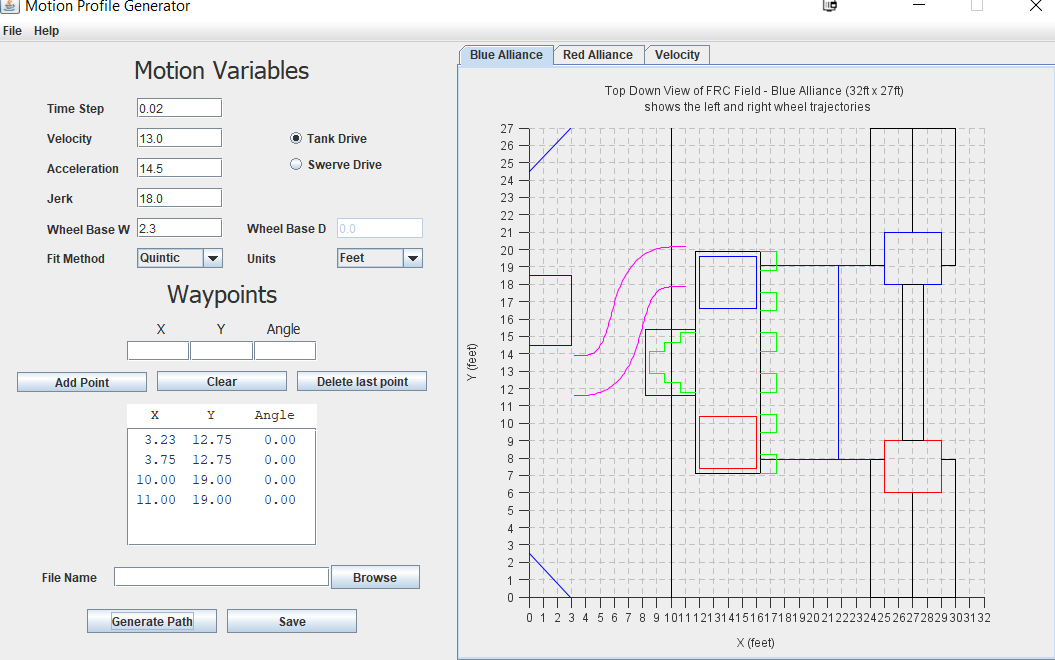 Motion Profile Generator
File Help
Motion Variables
Time Step 0.02
Velocity 13.0
Acceleration 14.5
Jerk 18.0
Wheel Base W 2.3
Tank Drive
Swerve Drive
Wheel Base D 0.0
Fit Method Quintic
Units Feet
Waypoints
X Y Angle
Add Point Clear Delete last point
X Y Angle
3.23 12.75 0.00
3.75 12.75 0.00
10.00 19.00 0.00
11.00 19.00 0.00
File Name Browse
Generate Path Save
Blue Alliance Red Alliance Velocity
Top Down View of FRC Field - Blue Alliance (32ft x 27ft)
shows the left and right wheel trajectories
27
26
25
24
23
22
21
20
19
18
17
16
15
14
13
12
11
10
9
8
7
6
5
4
3
2
1
0
Y (feet)
0 1 2 3 4 5 6 7 8 9 10 11 12 13 14 15 16 17 18 19 20 21 22 23 24 25 26 27 28 29 30 31 32
X (feet)